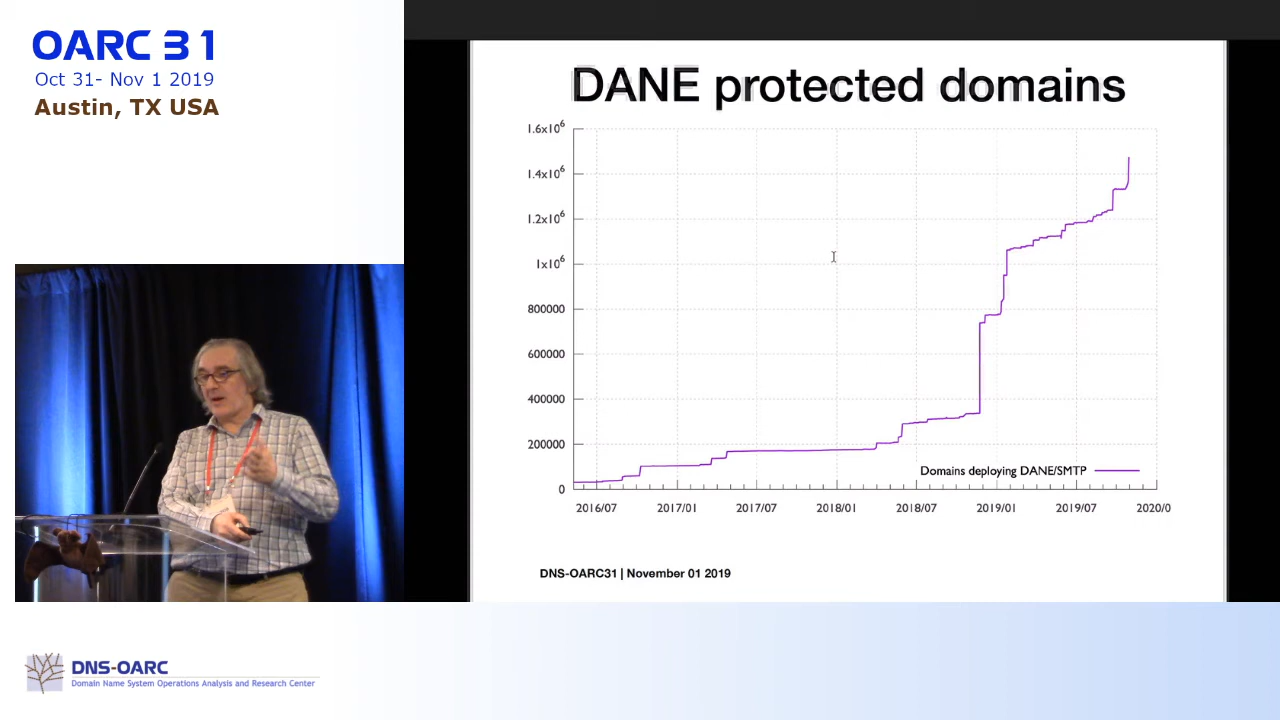 OARC 31
Oct 31- Nov 1 2019
Austin, TX USA
DANE protected domains
1.6x10⁶
1.4x10⁶
1.2x10⁶
1x10⁶
800000
600000
400000
200000
0
2016/07 2017/01 2017/07 2018/01 2018/07 2019/01 2019/07 2020/0
Domains deploying DANE/SMTP
DNS-OARC31 | November 01 2019
DNS-OARC
Domain Name System Operations Analysis and Research Center